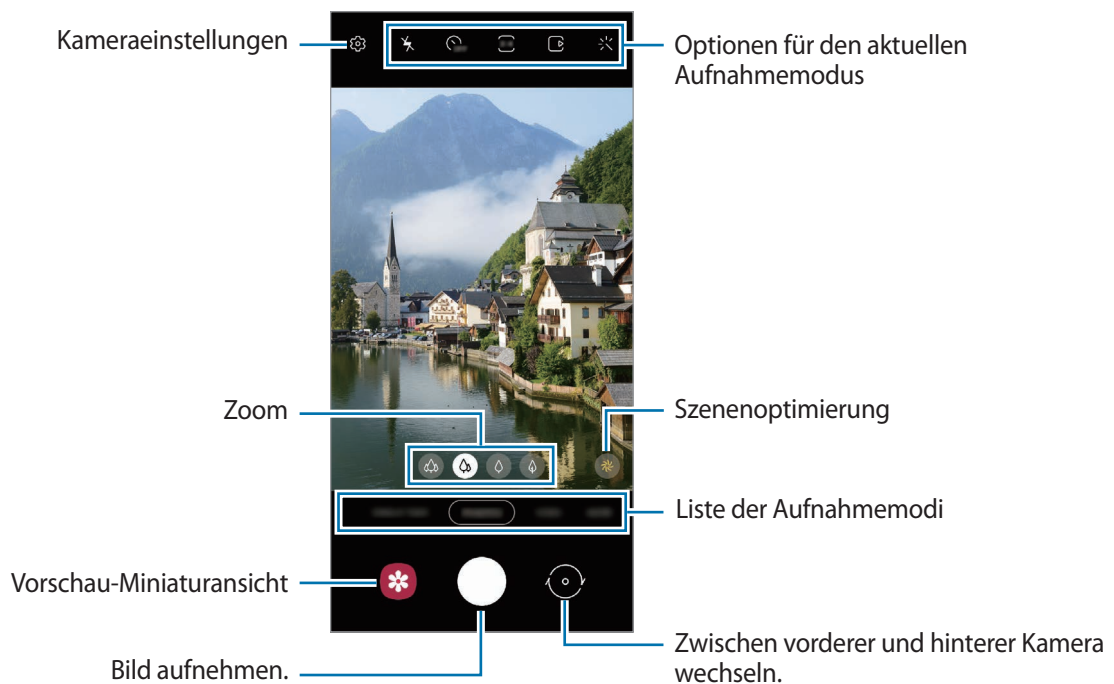 Kameraeinstellungen
Optionen für den aktuellen
Aufnahmemodus
Zoom
Szenenoptimierung
Liste der Aufnahmemodi
Vorschau-Miniaturansicht
Bild aufnehmen.
Zwischen vorderer und hinterer Kamera
wechseln.